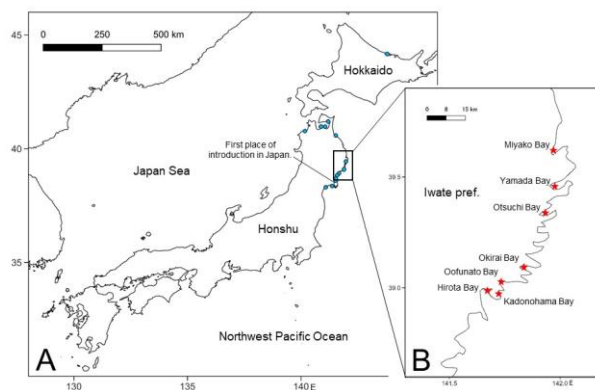 45
0
250
500 km
Hokkaido
First place of
introduction in Japan.
40
Japan Sea
Honshu
35
Northwest Pacific Ocean
A
130
135
140 E
0
8
15 km
Miyako Bay
39.5
Yamada Bay
Iwate pref.
Otsuchi Bay
Okirai Bay
Oofunato Bay
39.0
Hirota Bay
Kadonohama Bay
B
141.5
142.0